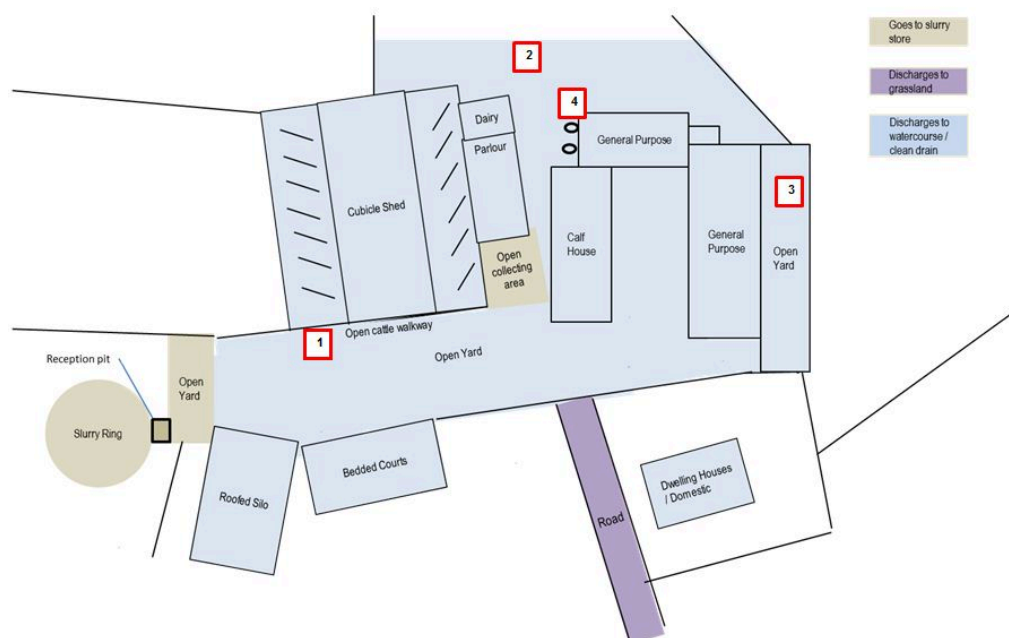 Goes to slurry
store
Discharges to
grassland
Discharges to
watercourse /
clean drain
2
4
Dairy
Parlour
General Purpose
3
Cubicle Shed
Calf
House
General
Purpose
Open
Yard
Open
collecting
area
1
Open cattle walkway
Open Yard
Reception pit
Open
Yard
Slurry Ring
Roofed Silo
Bedded Courts
Road
Dwelling Houses
/ Domestic